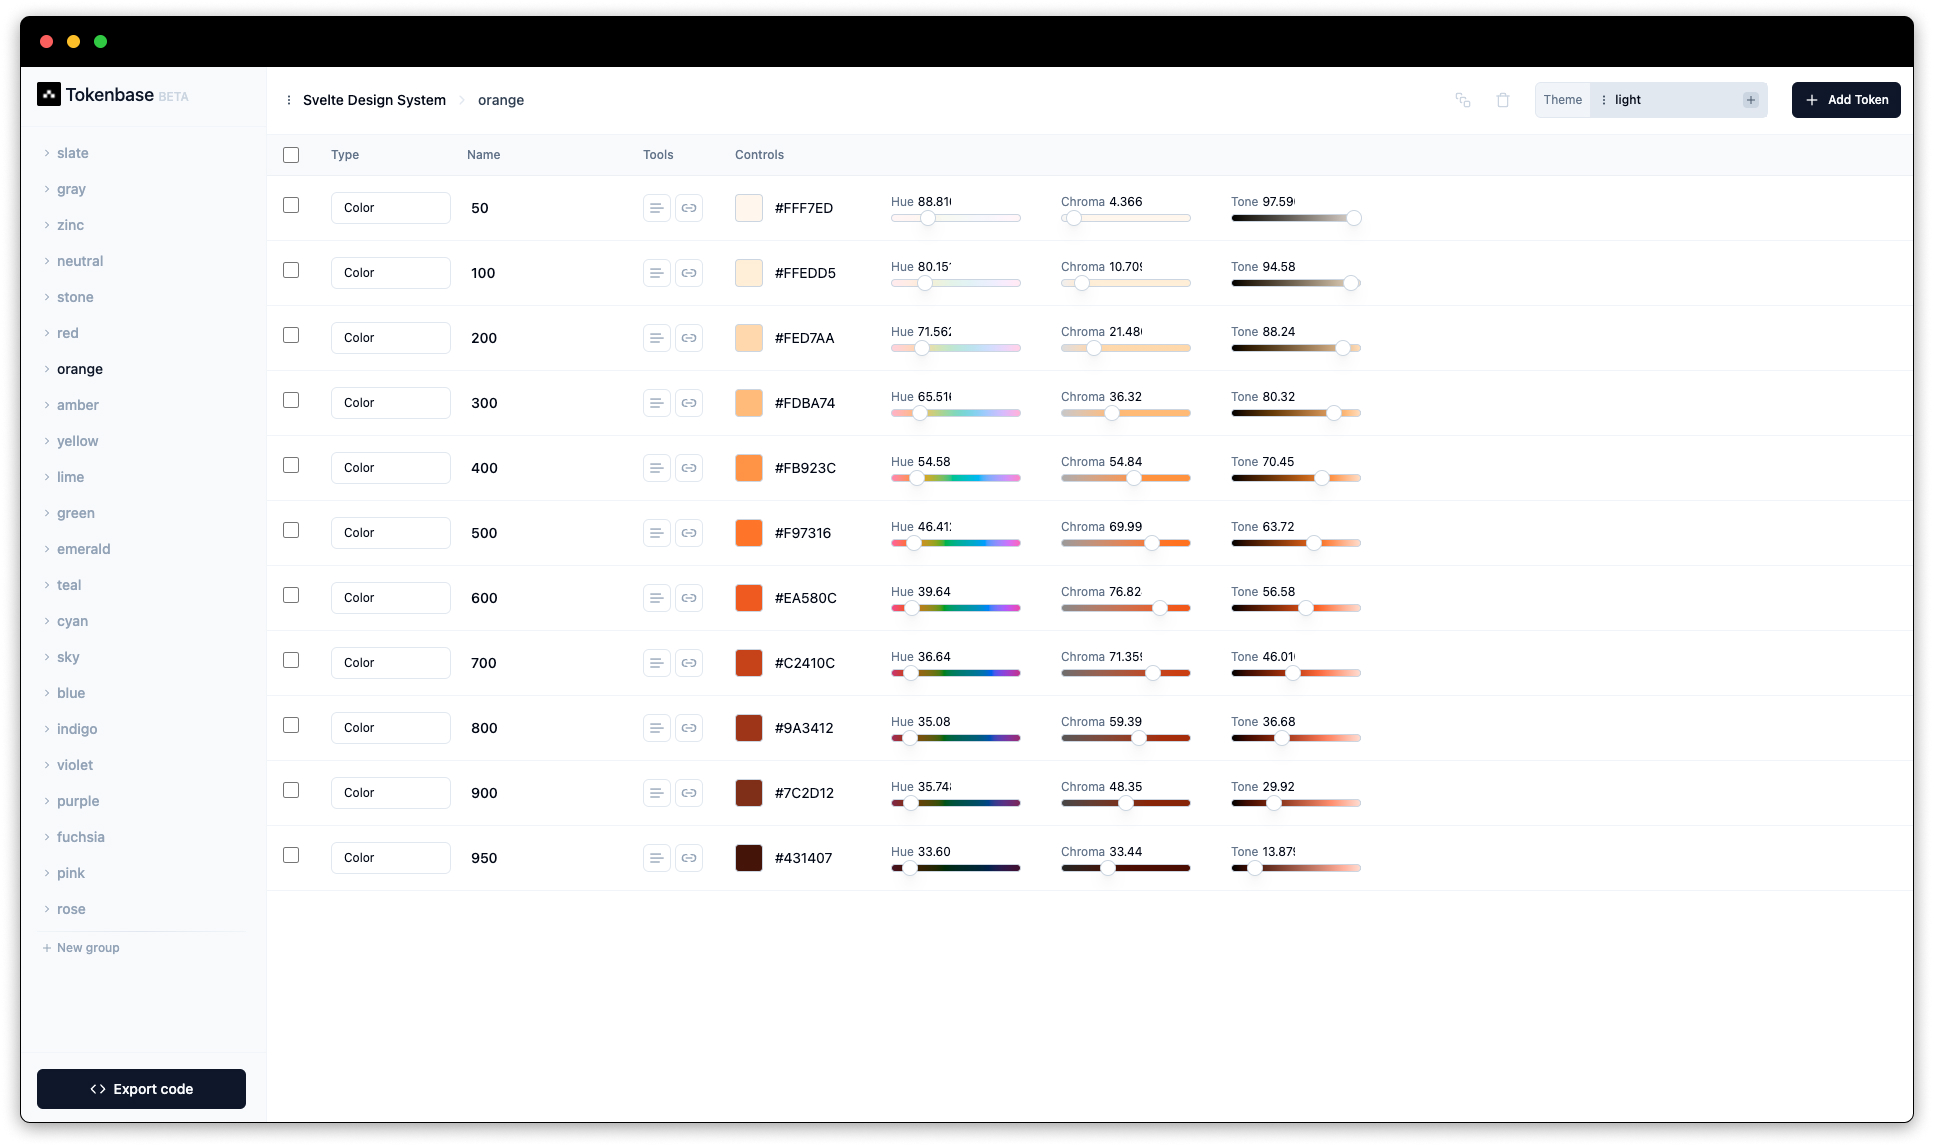 Tokenbase BETA
slate
gray
zinc
neutral
stone
red
orange
amber
yellow
lime
green
emerald
teal
cyan
sky
blue
indigo
violet
purple
fuchsia
pink
rose
New group
Export code
Svelte Design System orange
Theme light
Add Token
Type Name Tools Controls
Color 50 #FFF7ED Hue 88.81 Chroma 4.366 Tone 97.59
Color 100 #FFEDD5 Hue 80.15 Chroma 10.70 Tone 94.58
Color 200 #FED7AA Hue 71.56 Chroma 21.48 Tone 88.24
Color 300 #FDBA74 Hue 65.51 Chroma 36.32 Tone 80.32
Color 400 #FB923C Hue 54.58 Chroma 54.84 Tone 70.45
Color 500 #F97316 Hue 46.41 Chroma 69.99 Tone 63.72
Color 600 #EA580C Hue 39.64 Chroma 76.82 Tone 56.58
Color 700 #C2410C Hue 36.64 Chroma 71.35 Tone 46.01
Color 800 #9A3412 Hue 35.08 Chroma 59.39 Tone 36.68
Color 900 #7C2D12 Hue 35.74 Chroma 48.35 Tone 29.92
Color 950 #431407 Hue 33.60 Chroma 33.44 Tone 13.87